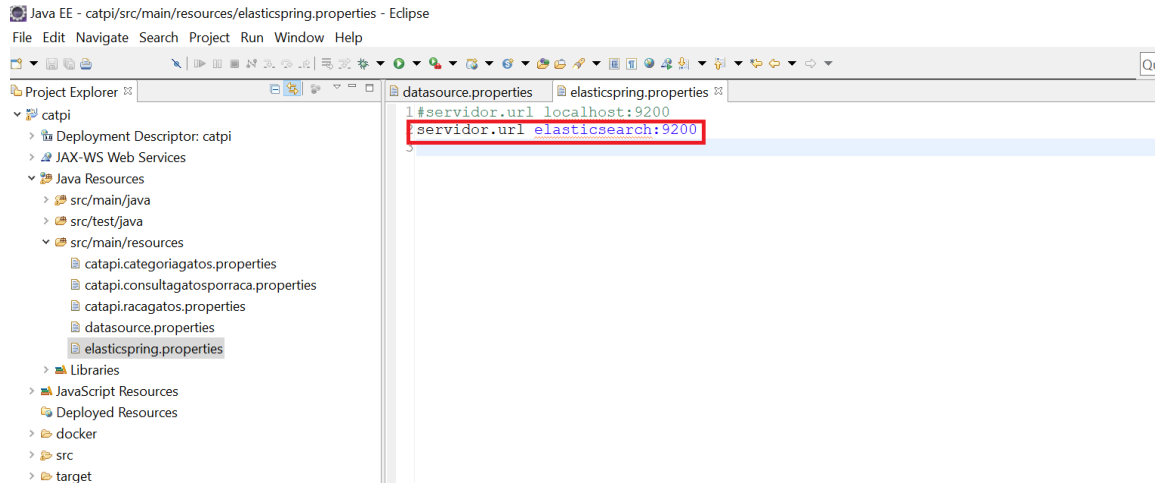 Java EE - catpi/src/main/resources/elasticspring.properties - Eclipse
File Edit Navigate Search Project Run Window Help
Project Explorer
datasource.properties
elasticspring.properties
catpi
Deployment Descriptor: catpi
JAX-WS Web Services
Java Resources
src/main/java
src/test/java
src/main/resources
catapi.categoriagatos.properties
catapi.consultagatosporraca.properties
catapi.racagatos.properties
datasource.properties
elasticspring.properties
Libraries
JavaScript Resources
Deployed Resources
docker
src
target
1 #servidor.url localhost:9200
2 servidor.url elasticsearch:9200
3